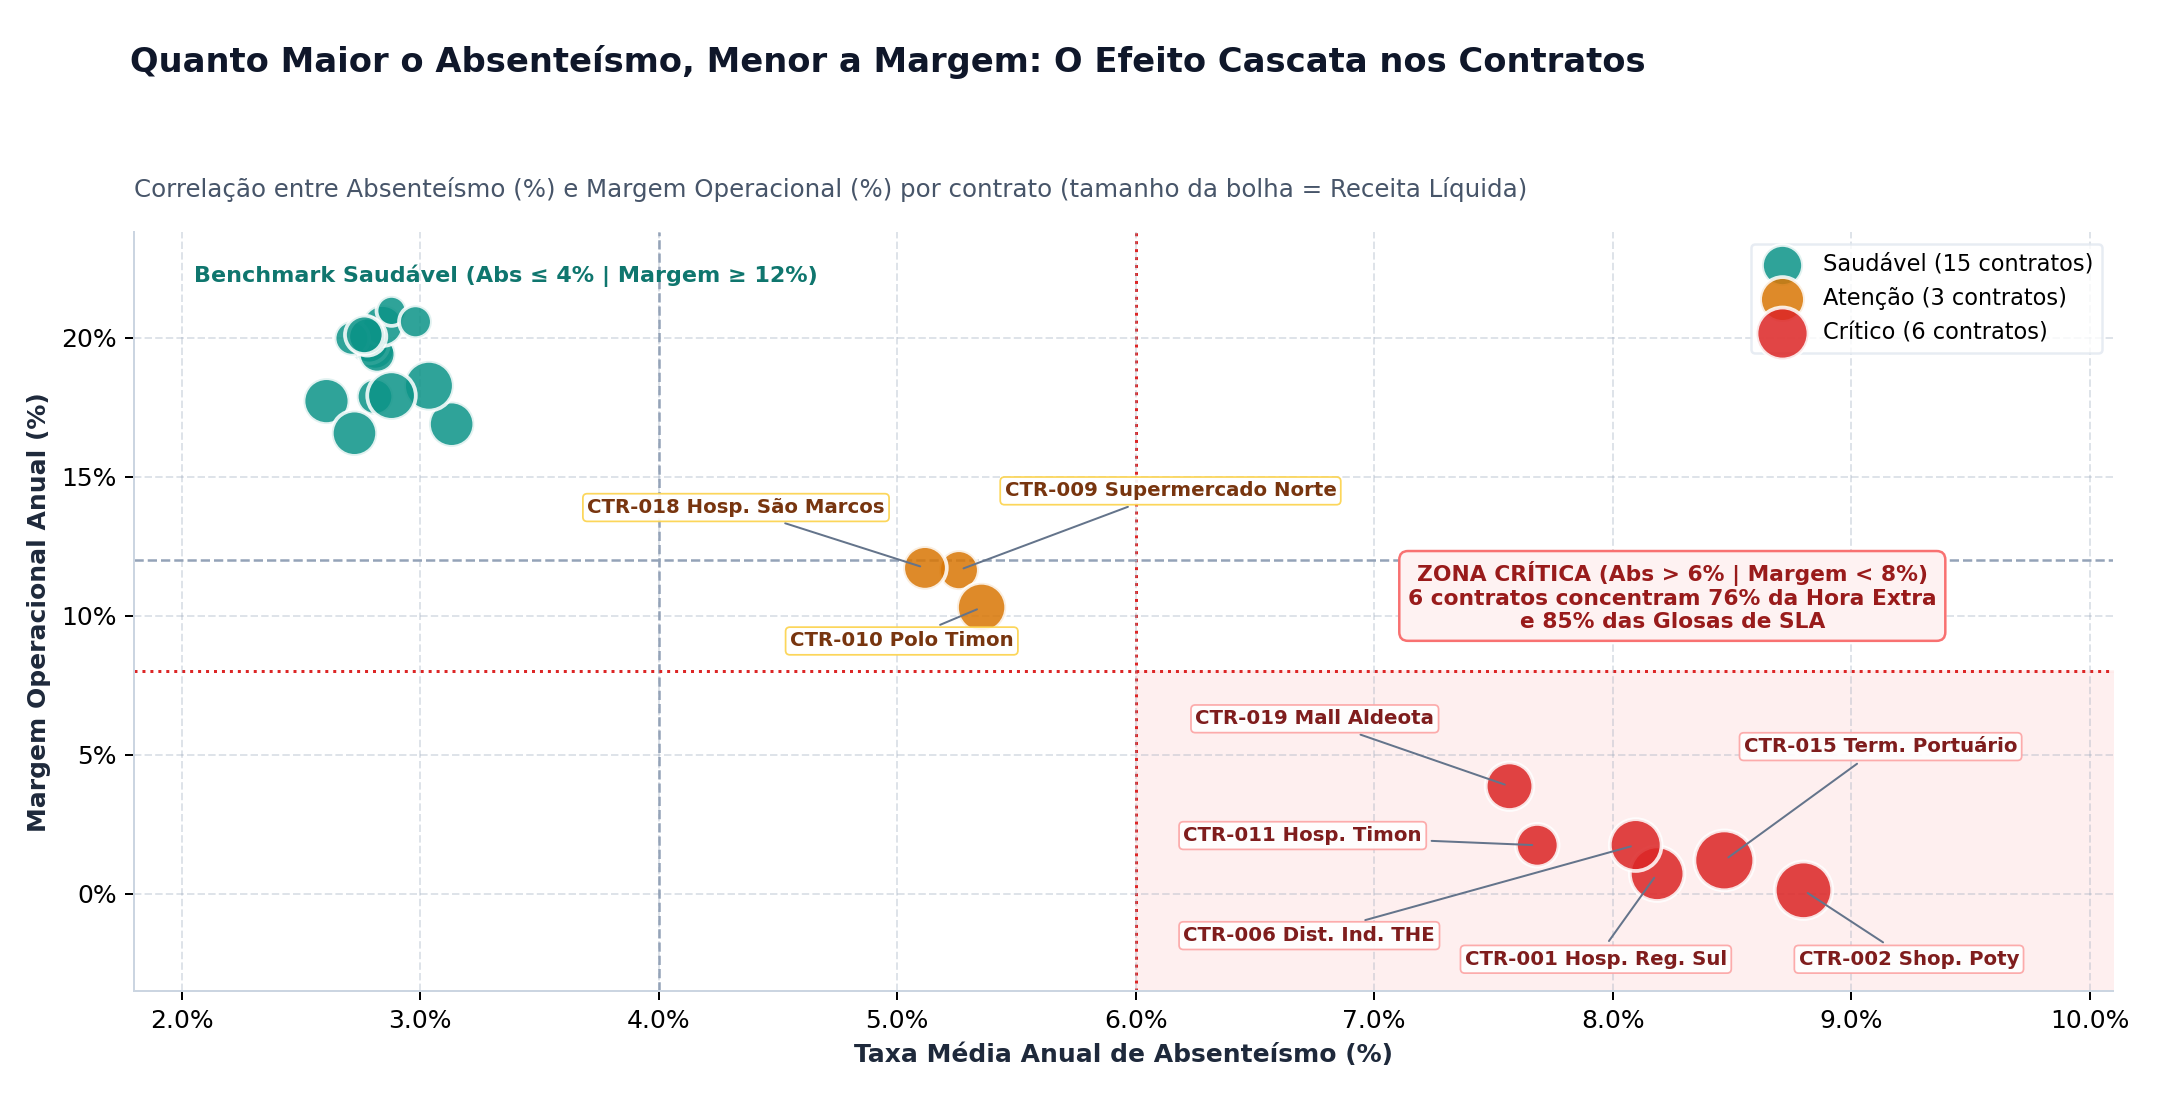 Quanto Maior o Absenteísmo, Menor a Margem: O Efeito Cascata nos Contratos
Correlação entre Absenteísmo (%) e Margem Operacional (%) por contrato (tamanho da bolha = Receita Líquida)
Benchmark Saudável (Abs ≤ 4% | Margem ≥ 12%)
Saudável (15 contratos)
Atenção (3 contratos)
Crítico (6 contratos)
Margem Operacional Anual (%)
20%
15%
10%
5%
0%
CTR-009 Supermercado Norte
CTR-018 Hosp. São Marcos
CTR-010 Polo Timon
ZONA CRÍTICA (Abs > 6% | Margem < 8%)
6 contratos concentram 76% da Hora Extra
e 85% das Glosas de SLA
CTR-019 Mall Aldeota
CTR-015 Term. Portuário
CTR-011 Hosp. Timon
CTR-006 Dist. Ind. THE
CTR-001 Hosp. Reg. Sul
CTR-002 Shop. Poty
2.0%
3.0%
4.0%
5.0%
6.0%
7.0%
8.0%
9.0%
10.0%
Taxa Média Anual de Absenteísmo (%)